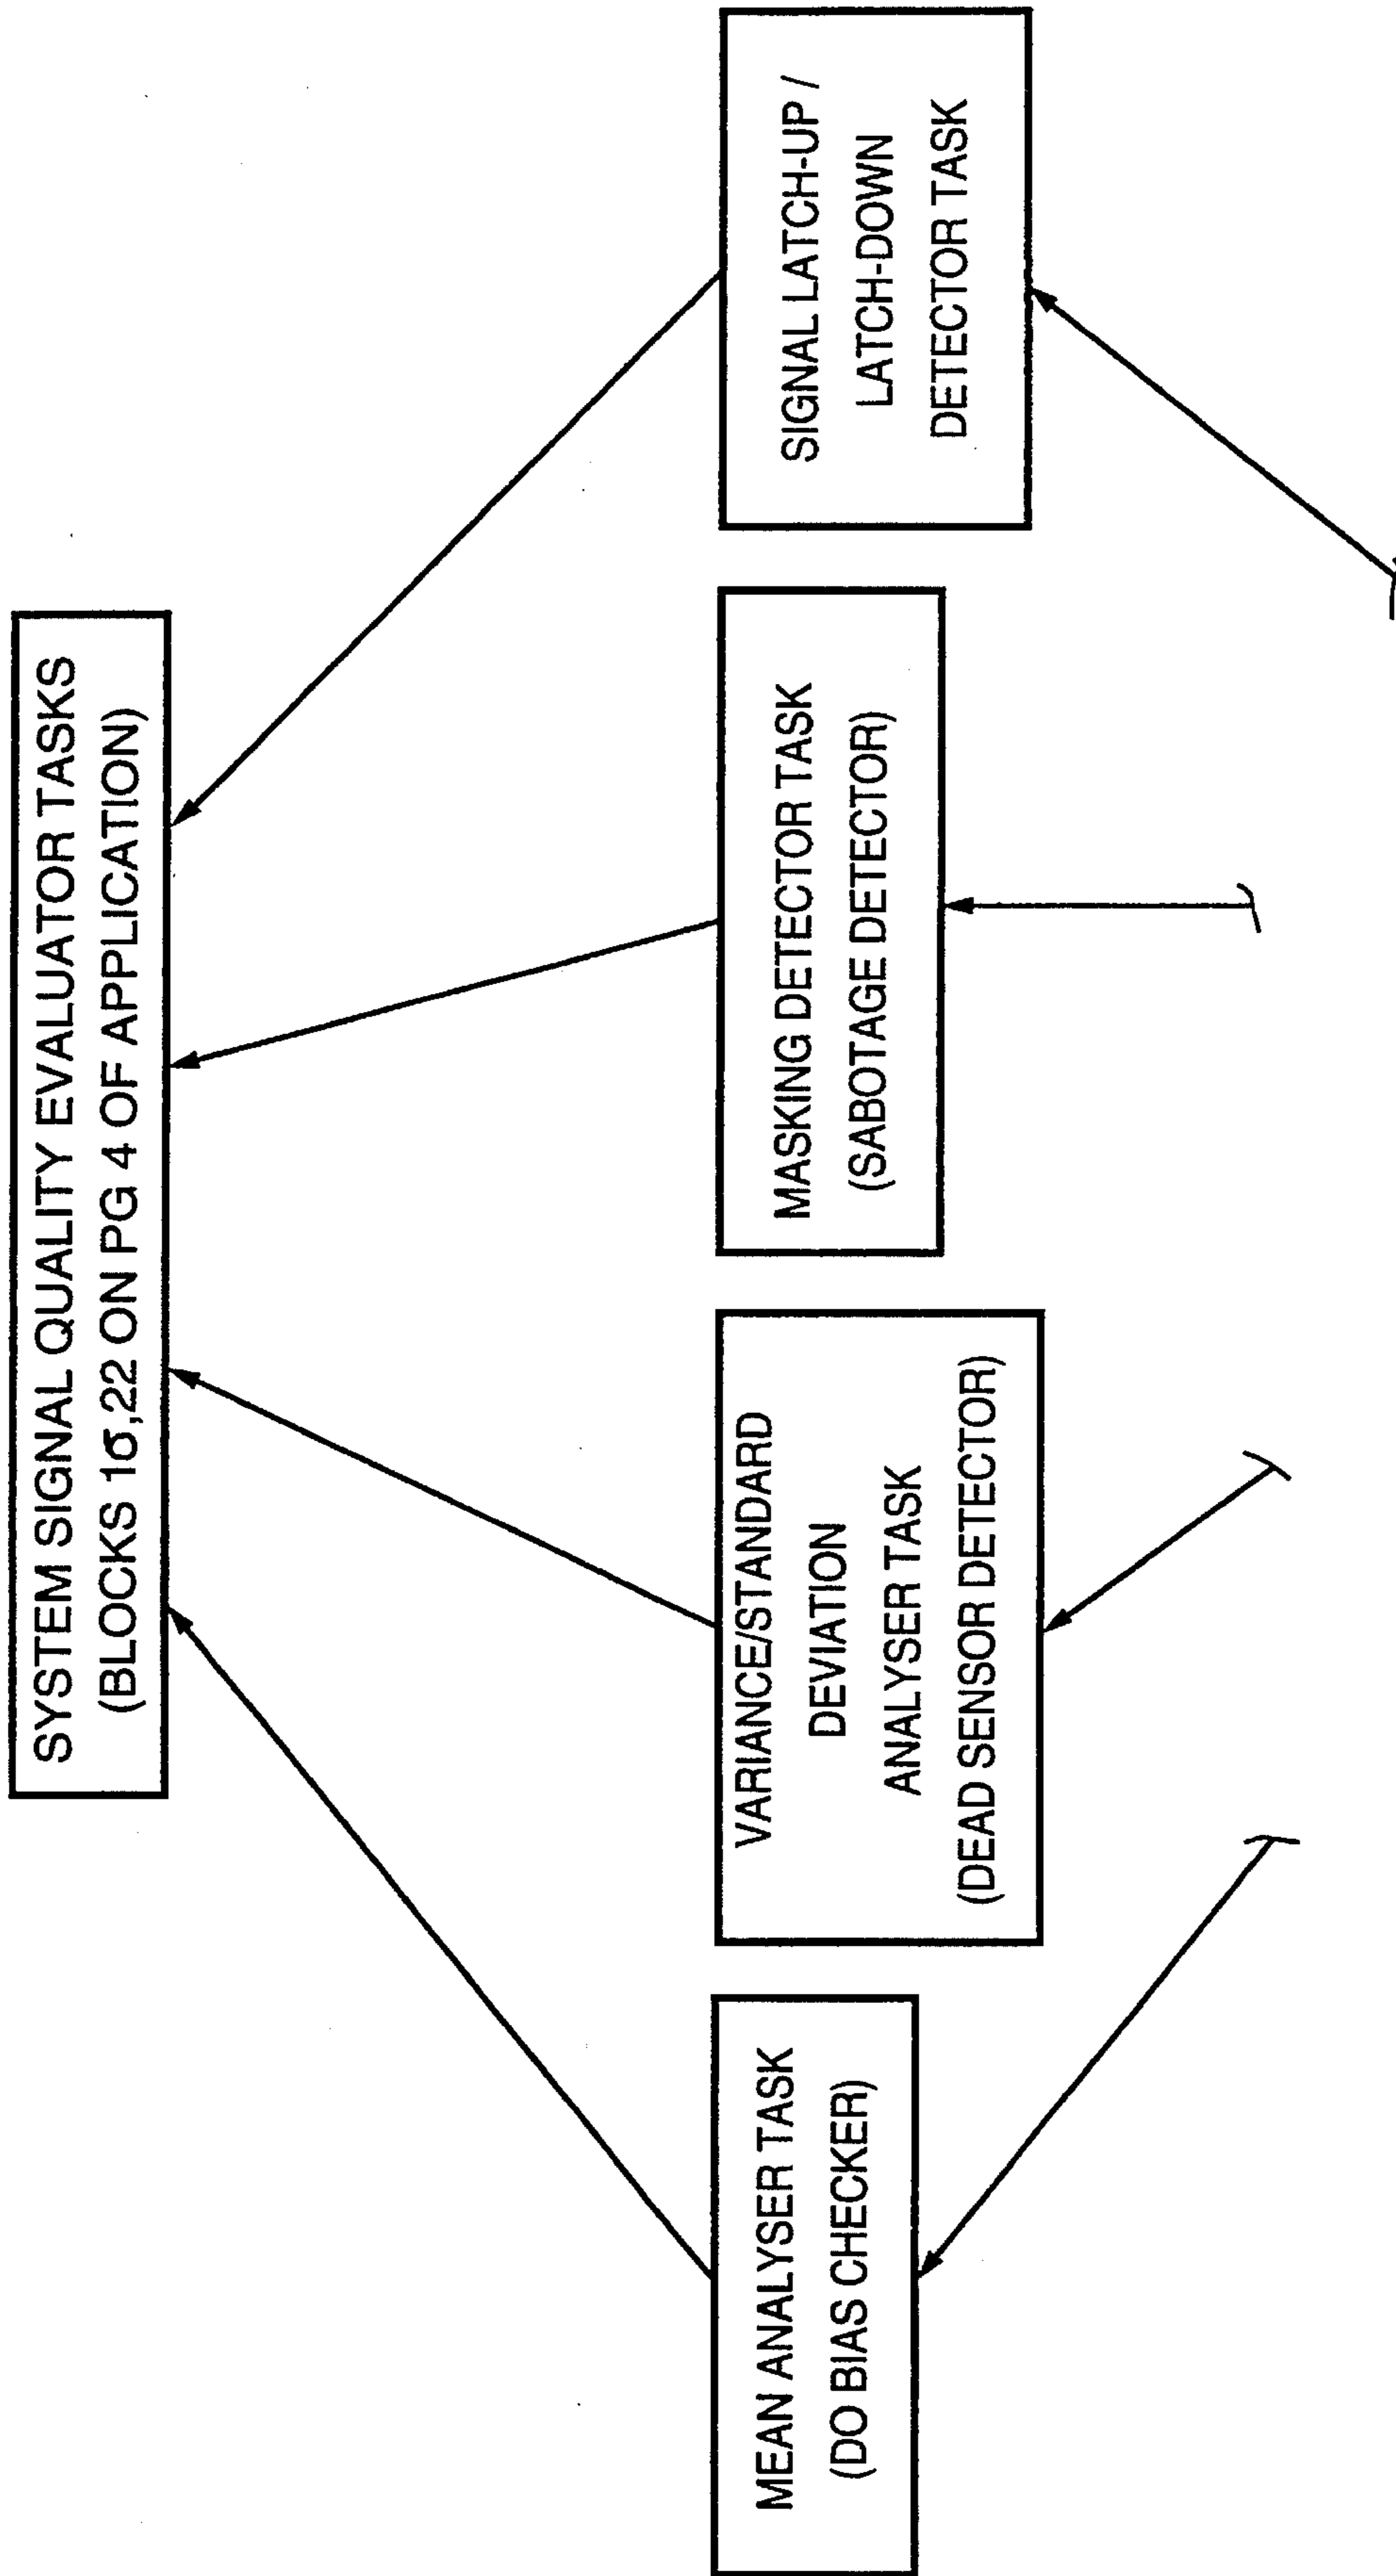 SYSTEM SIGNAL QUALITY EVALUATOR TASKS
(BLOCKS 1σ,22 ON PG 4 OF APPLICATION)
MEAN ANALYSER TASK
(DO BIAS CHECKER)
VARIANCE/STANDARD
DEVIATION
ANALYSER TASK
(DEAD SENSOR DETECTOR)
MASKING DETECTOR TASK
(SABOTAGE DETECTOR)
SIGNAL LATCH-UP /
LATCH-DOWN
DETECTOR TASK